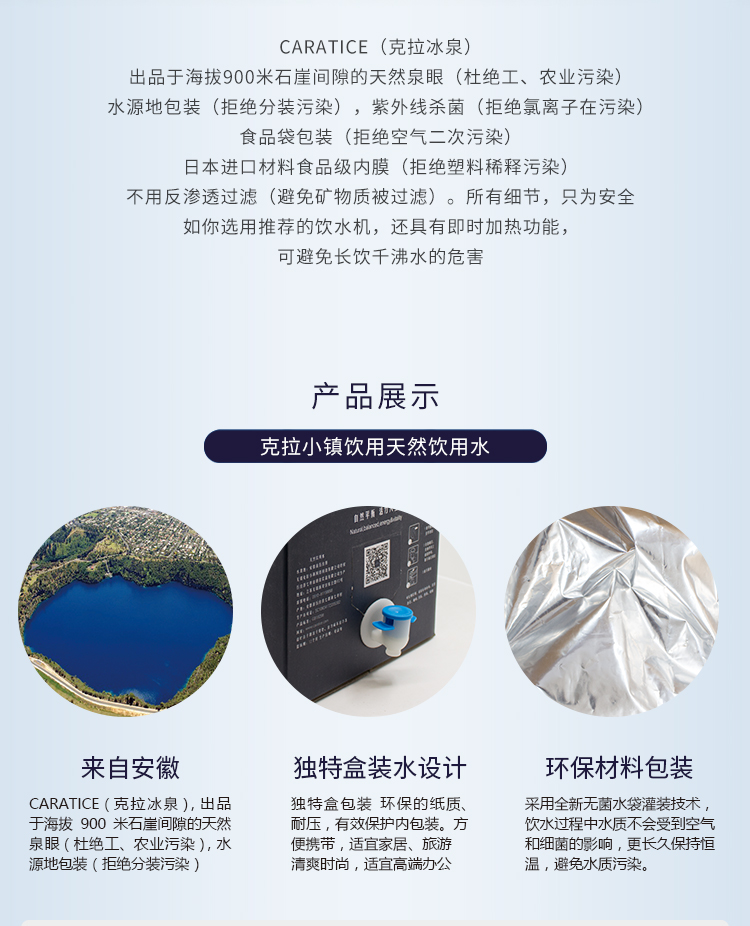 CARATICE（克拉冰泉）
出品于海拔900米石崖间隙的天然泉眼（杜绝工、农业污染）
水源地包装（拒绝分装污染），紫外线杀菌（拒绝氯离子在污染）
食品袋包装（拒绝空气二次污染）
日本进口材料食品级内膜（拒绝塑料稀释污染）
不用反渗透过滤（避免矿物质被过滤）。所有细节，只为安全
如你选用推荐的饮水机，还具有即时加热功能，
可避免长饮千沸水的危害
产品展示
克拉小镇饮用天然饮用水
Natural,balanced,energy,fluidity
来自安徽
CARATICE（克拉冰泉），出品
于海拔 900 米石崖间隙的天然
泉眼（杜绝工、农业污染），水
源地包装（拒绝分装污染）
独特盒装水设计
独特盒包装 环保的纸质、
耐压，有效保护内包装。方
便携带，适宜家居、旅游
清爽时尚，适宜高端办公
环保材料包装
采用全新无菌水袋灌装技术，
饮水过程中水质不会受到空气
和细菌的影响，更长久保持恒
温，避免水质污染。